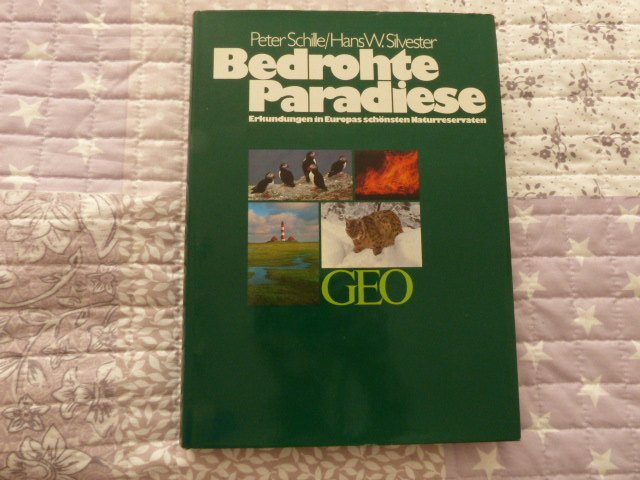 Peter Schille/Hans W. Silvester
Bedrohte
Paradiese
Erkundungen in Europas schönsten Naturreservaten
GEO